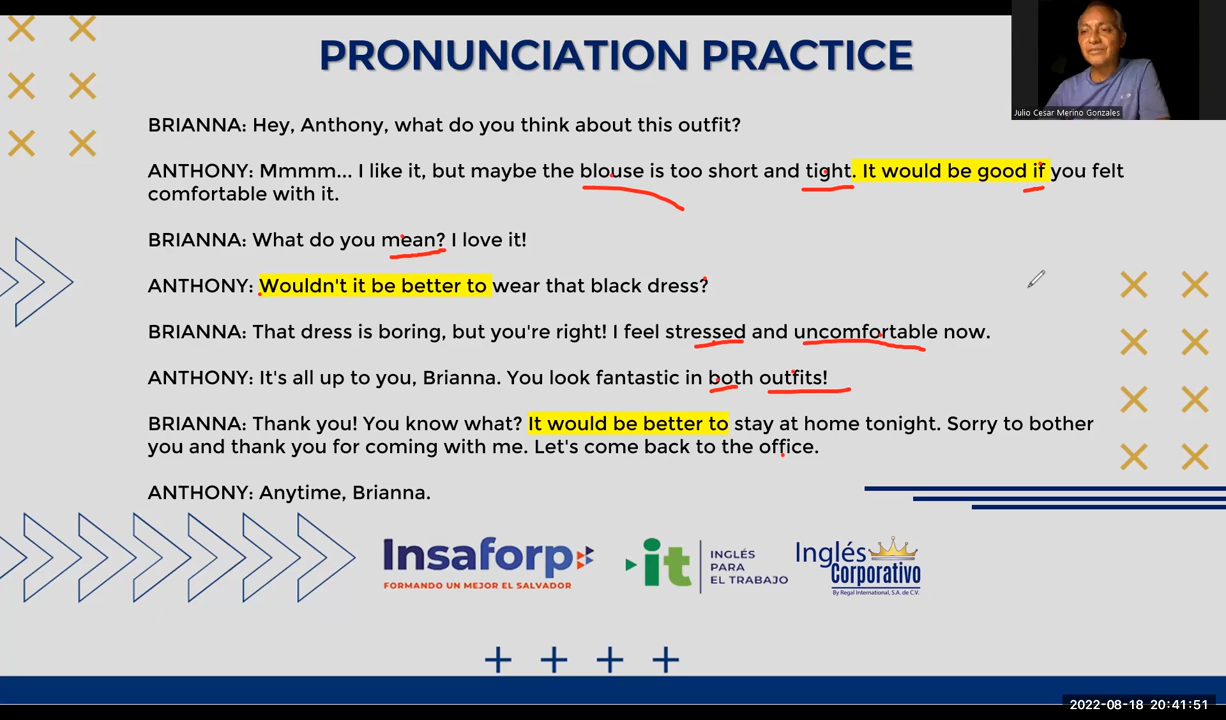 PRONUNCIATION PRACTICE
Julio Cesar Merino Gonzales
BRIANNA: Hey, Anthony, what do you think about this outfit?
ANTHONY: Mmmm... I like it, but maybe the blouse is too short and tight. It would be good if you felt
comfortable with it.
BRIANNA: What do you mean? I love it!
ANTHONY: Wouldn't it be better to wear that black dress?
BRIANNA: That dress is boring, but you're right! I feel stressed and uncomfortable now.
ANTHONY: It's all up to you, Brianna. You look fantastic in both outfits!
BRIANNA: Thank you! You know what? It would be better to stay at home tonight. Sorry to bother
you and thank you for coming with me. Let's come back to the office.
ANTHONY: Anytime, Brianna.
Insaforp
FORMANDO UN MEJOR EL SALVADOR
it
INGLÉS
PARA
EL TRABAJO
Inglés
Corporativo
By Regal International, S.A. de C.V.
2022-08-18 20:41:51